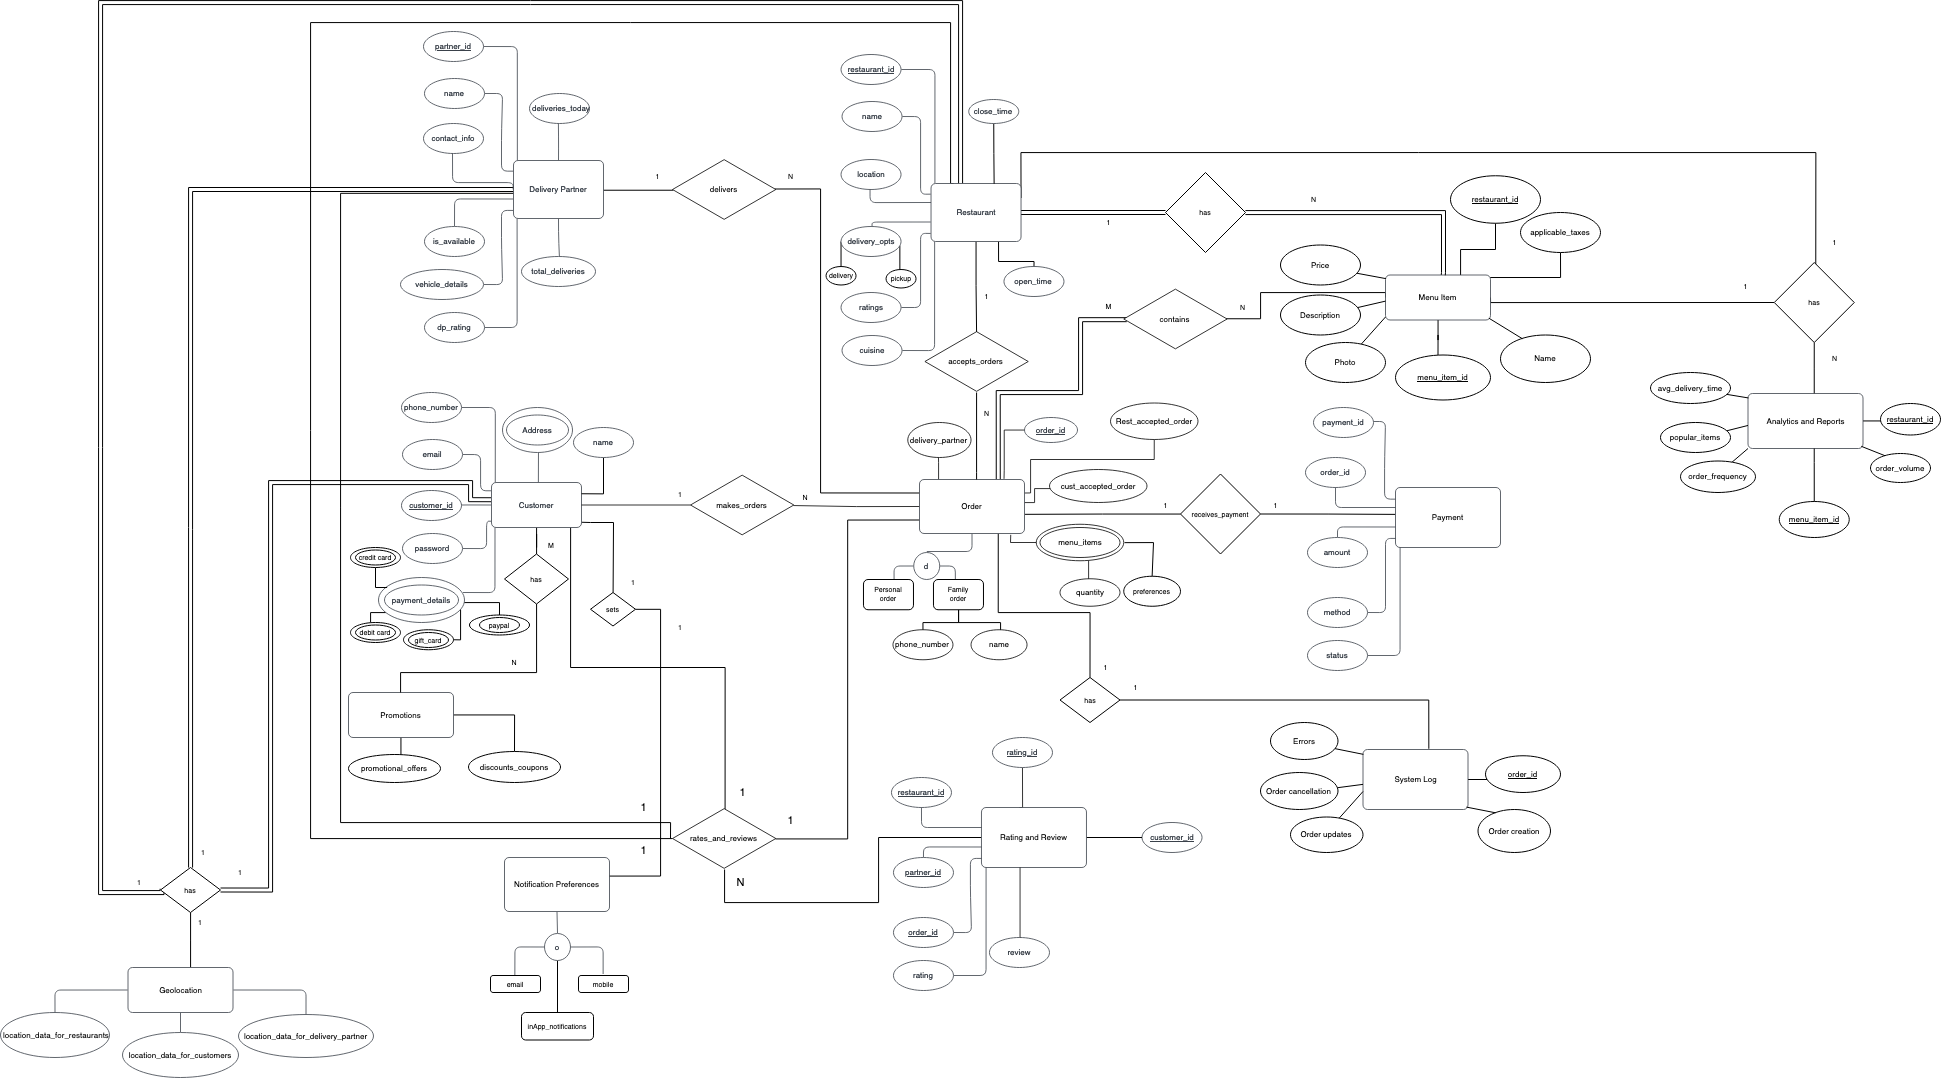 partner_id
name
deliveries_today
contact_info
Delivery Partner
is_available
total_deliveries
vehicle_details
dp_rating
1
delivers
N
restaurant_id
close_time
name
location
Restaurant
delivery_opts
delivery
pickup
open_time
ratings
cuisine
1
has
N
restaurant_id
applicable_taxes
Price
Menu Item
Description
Photo
menu_item_id
Name
1
1
has
N
M
contains
N
1
accepts_orders
N
avg_delivery_time
popular_items
order_frequency
Analytics and Reports
restaurant_id
order_volume
menu_item_id
phone_number
Address
name
email
customer_id
Customer
password
credit card
payment_details
debit card
gift_card
paypal
1
makes_orders
N
delivery_partner
order_id
Rest_accepted_order
cust_accepted_order
Order
menu_items
quantity
preferences
d
Personal
order
Family
order
phone_number
name
1
receives_payment
1
payment_id
order_id
Payment
amount
method
status
M
has
N
1
sets
1
Promotions
promotional_offers
discounts_coupons
1
has
1
Errors
System Log
order_id
Order cancellation
Order updates
Order creation
1
1
1
rates_and_reviews
1
N
rating_id
restaurant_id
Rating and Review
customer_id
partner_id
order_id
review
rating
Notification Preferences
o
email
mobile
inApp_notifications
1
1
1
has
1
Geolocation
location_data_for_restaurants
location_data_for_customers
location_data_for_delivery_partner